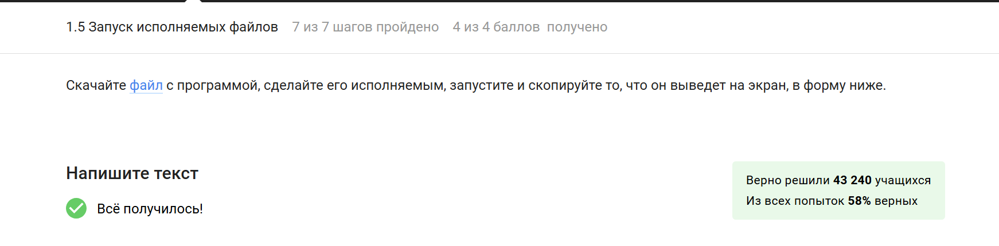 1.5 Запуск исполняемых файлов 7 из 7 шагов пройдено 4 из 4 баллов получено
Скачайте файл с программой, сделайте его исполняемым, запустите и скопируйте то, что он выведет на экран, в форму ниже.
Напишите текст
Всё получилось!
Верно решили 43 240 учащихся
Из всех попыток 58% верных